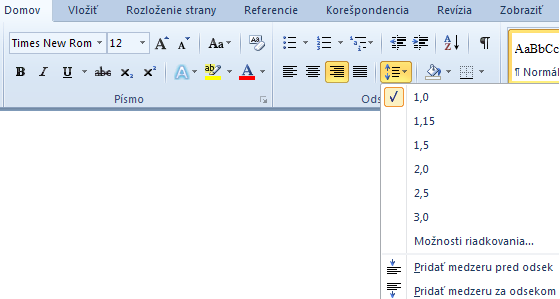 Domov Vložiť Rozloženie strany Referencie Korešpondencia Revízia Zobraziť
Times New Rom 12 A A Aa AaBbCc
B I U abc x₂ x² ab A A ¶ Normál
Písmo Ods
1,0
1,15
1,5
2,0
2,5
3,0
Možnosti riadkovania...
Pridať medzeru pred odsek
Pridať medzeru za odsekom